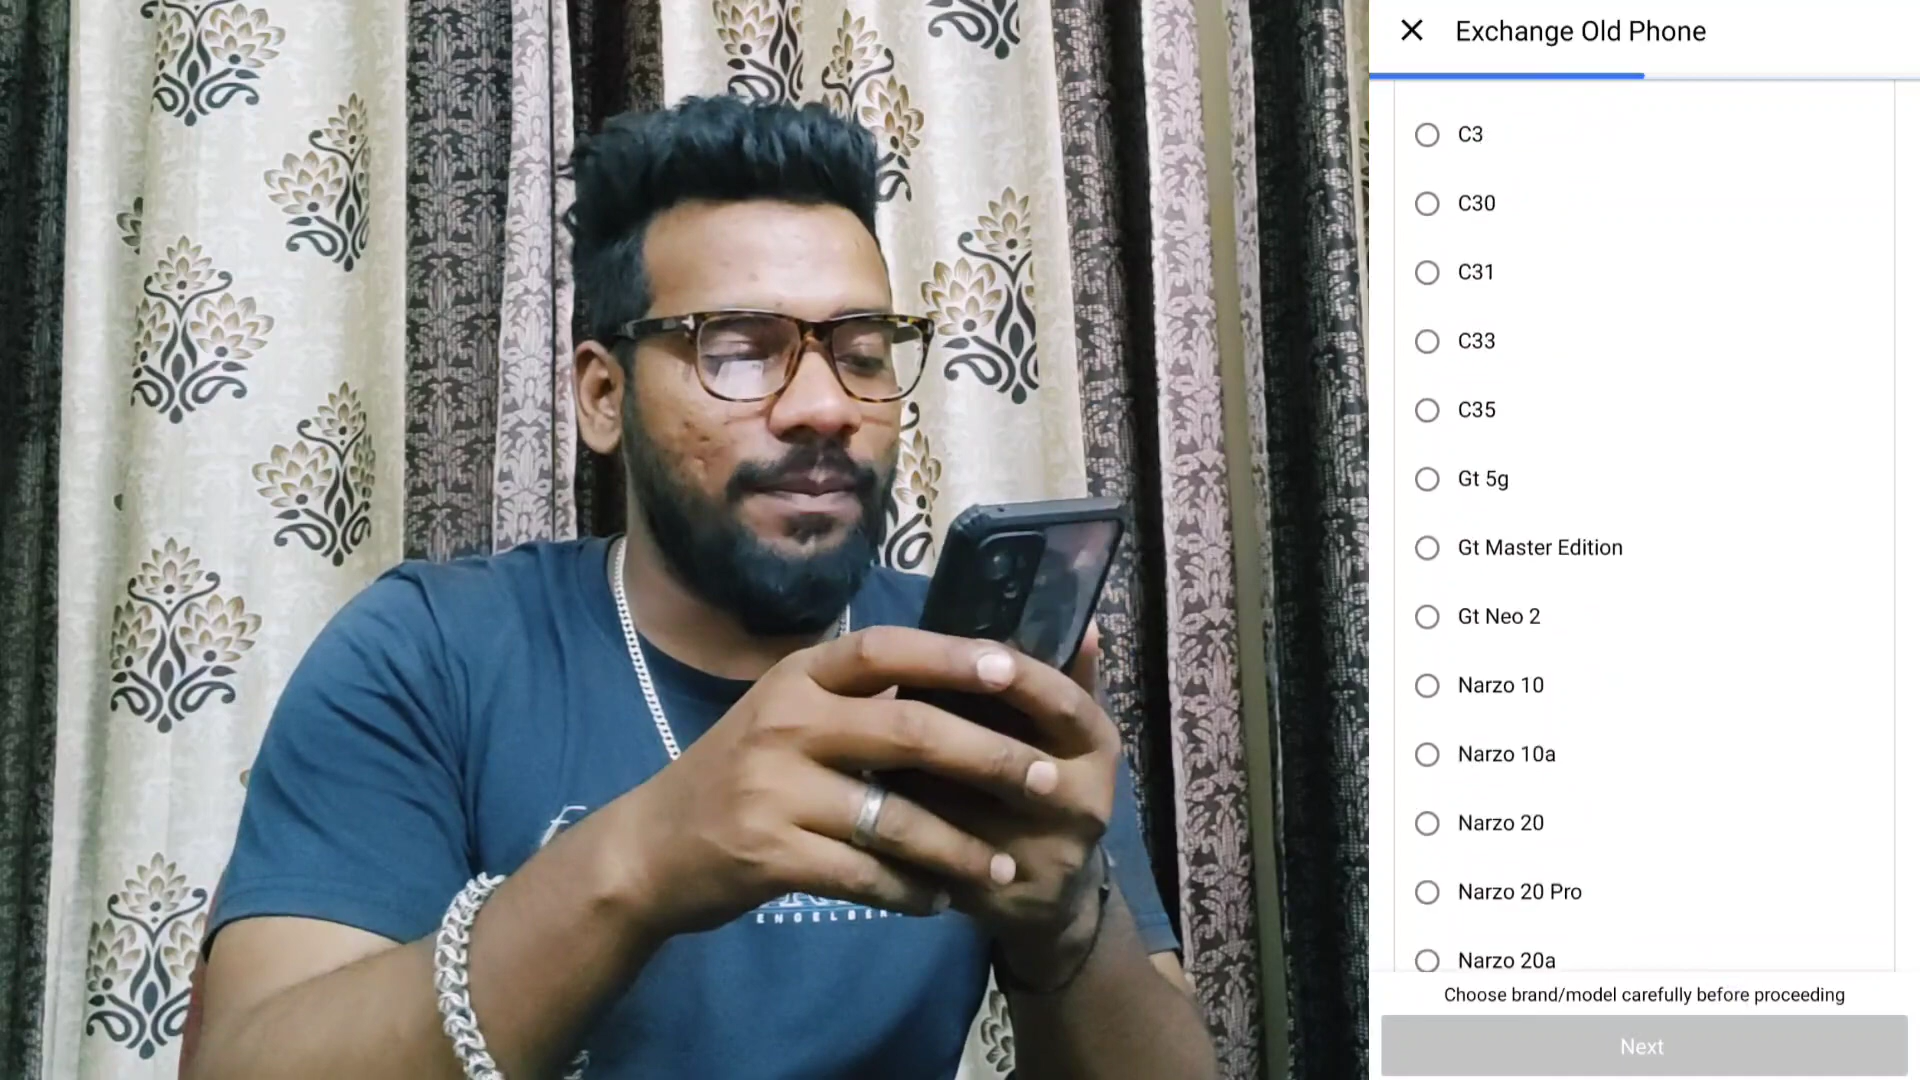 Exchange Old Phone
C3
C30
C31
C33
C35
Gt 5g
Gt Master Edition
Gt Neo 2
Narzo 10
Narzo 10a
Narzo 20
Narzo 20 Pro
Narzo 20a
Choose brand/model carefully before proceeding
Next